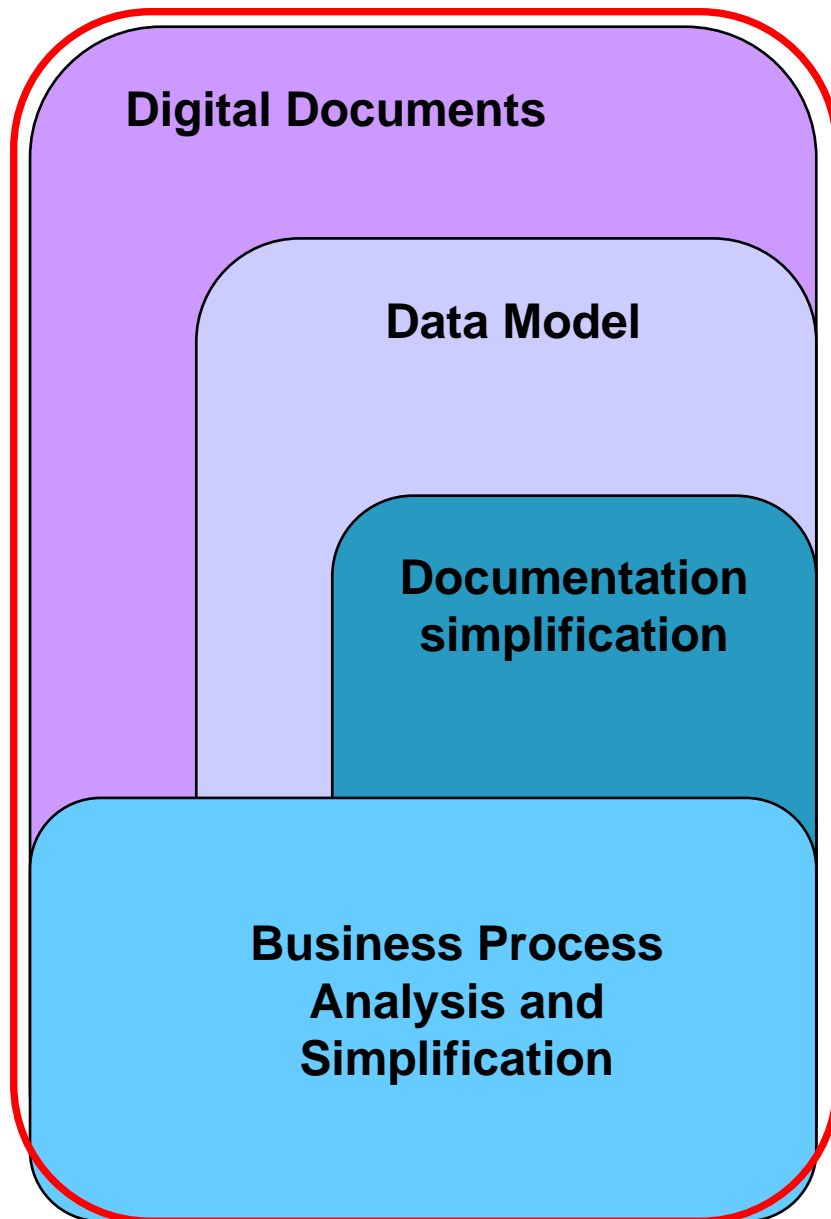 Digital Documents
Data Model
Documentation
simplification
Business Process
Analysis and
Simplification